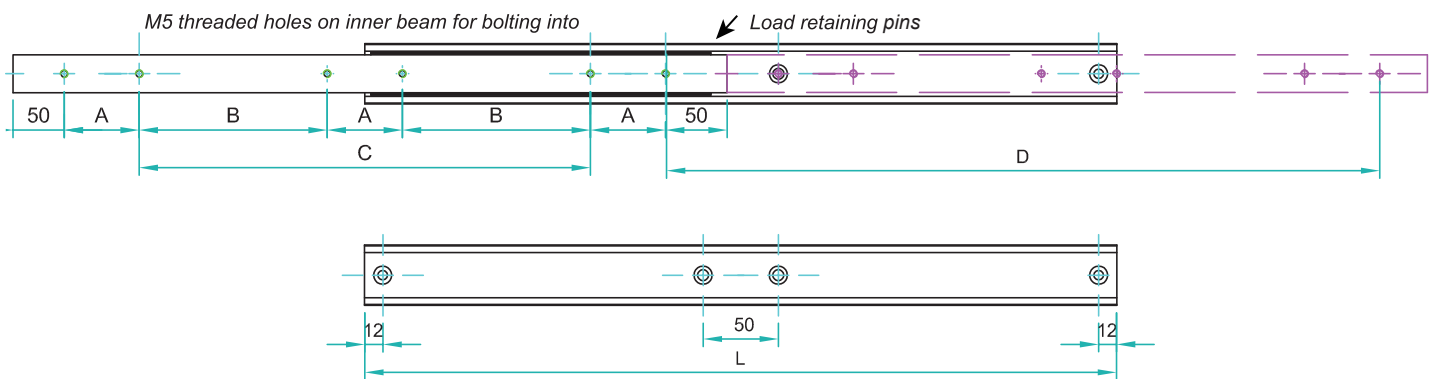 M5 threaded holes on inner beam for bolting into
Load retaining pins
50 A B A B A 50
C
D
12 50 12
L